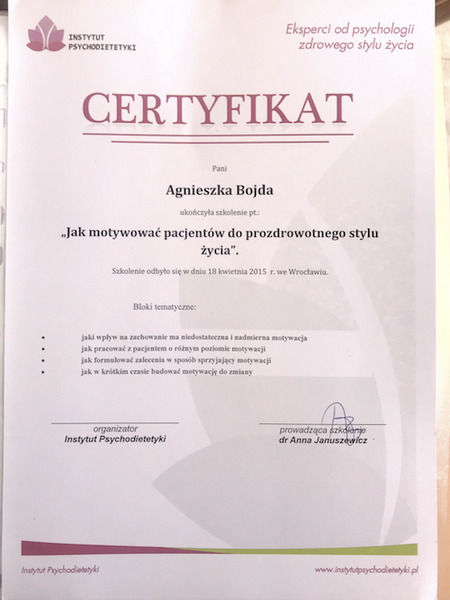 INSTYTUT
PSYCHODIETETYKI
Eksperci od psychologii
zdrowego stylu życia
CERTYFIKAT
Pani
Agnieszka Bojda
ukończyła szkolenie pt.:
„Jak motywować pacjentów do prozdrowotnego stylu
życia”.
Szkolenie odbyło się w dniu 18 kwietnia 2015 r. we Wrocławiu.
Bloki tematyczne:
• jaki wpływ na zachowanie ma niedostateczna i nadmierna motywacja
• jak pracować z pacjentem o różnym poziomie motywacji
• jak formułować zalecenia w sposób sprzyjający motywacji
• jak w krótkim czasie budować motywację do zmiany
organizator
Instytut Psychodietetyki
prowadząca szkolenie
dr Anna Januszewicz
Instytut Psychodietetyki
www.instytutpsychodietetyki.pl